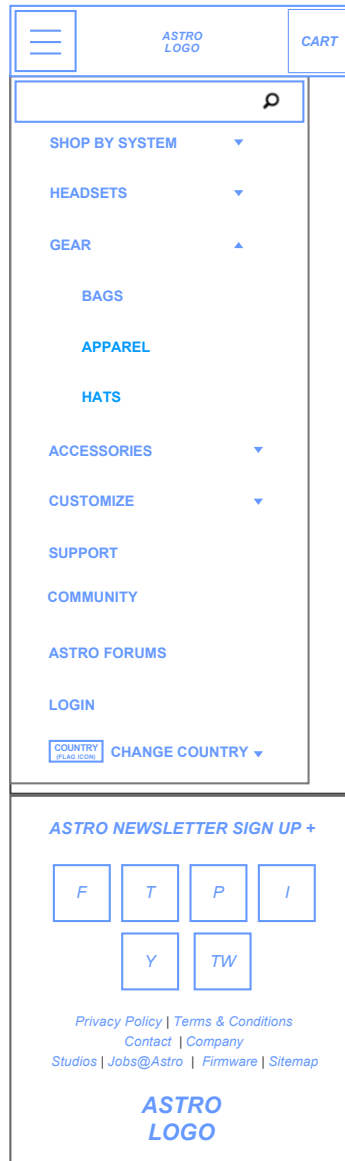 ASTRO
LOGO
CART
SHOP BY SYSTEM
HEADSETS
GEAR
BAGS
APPAREL
HATS
ACCESSORIES
CUSTOMIZE
SUPPORT
COMMUNITY
ASTRO FORUMS
LOGIN
COUNTRY
(FLAG ICON)
CHANGE COUNTRY
ASTRO NEWSLETTER SIGN UP +
F T P I
Y TW
Privacy Policy | Terms & Conditions
Contact | Company
Studios | Jobs@Astro | Firmware | Sitemap
ASTRO
LOGO